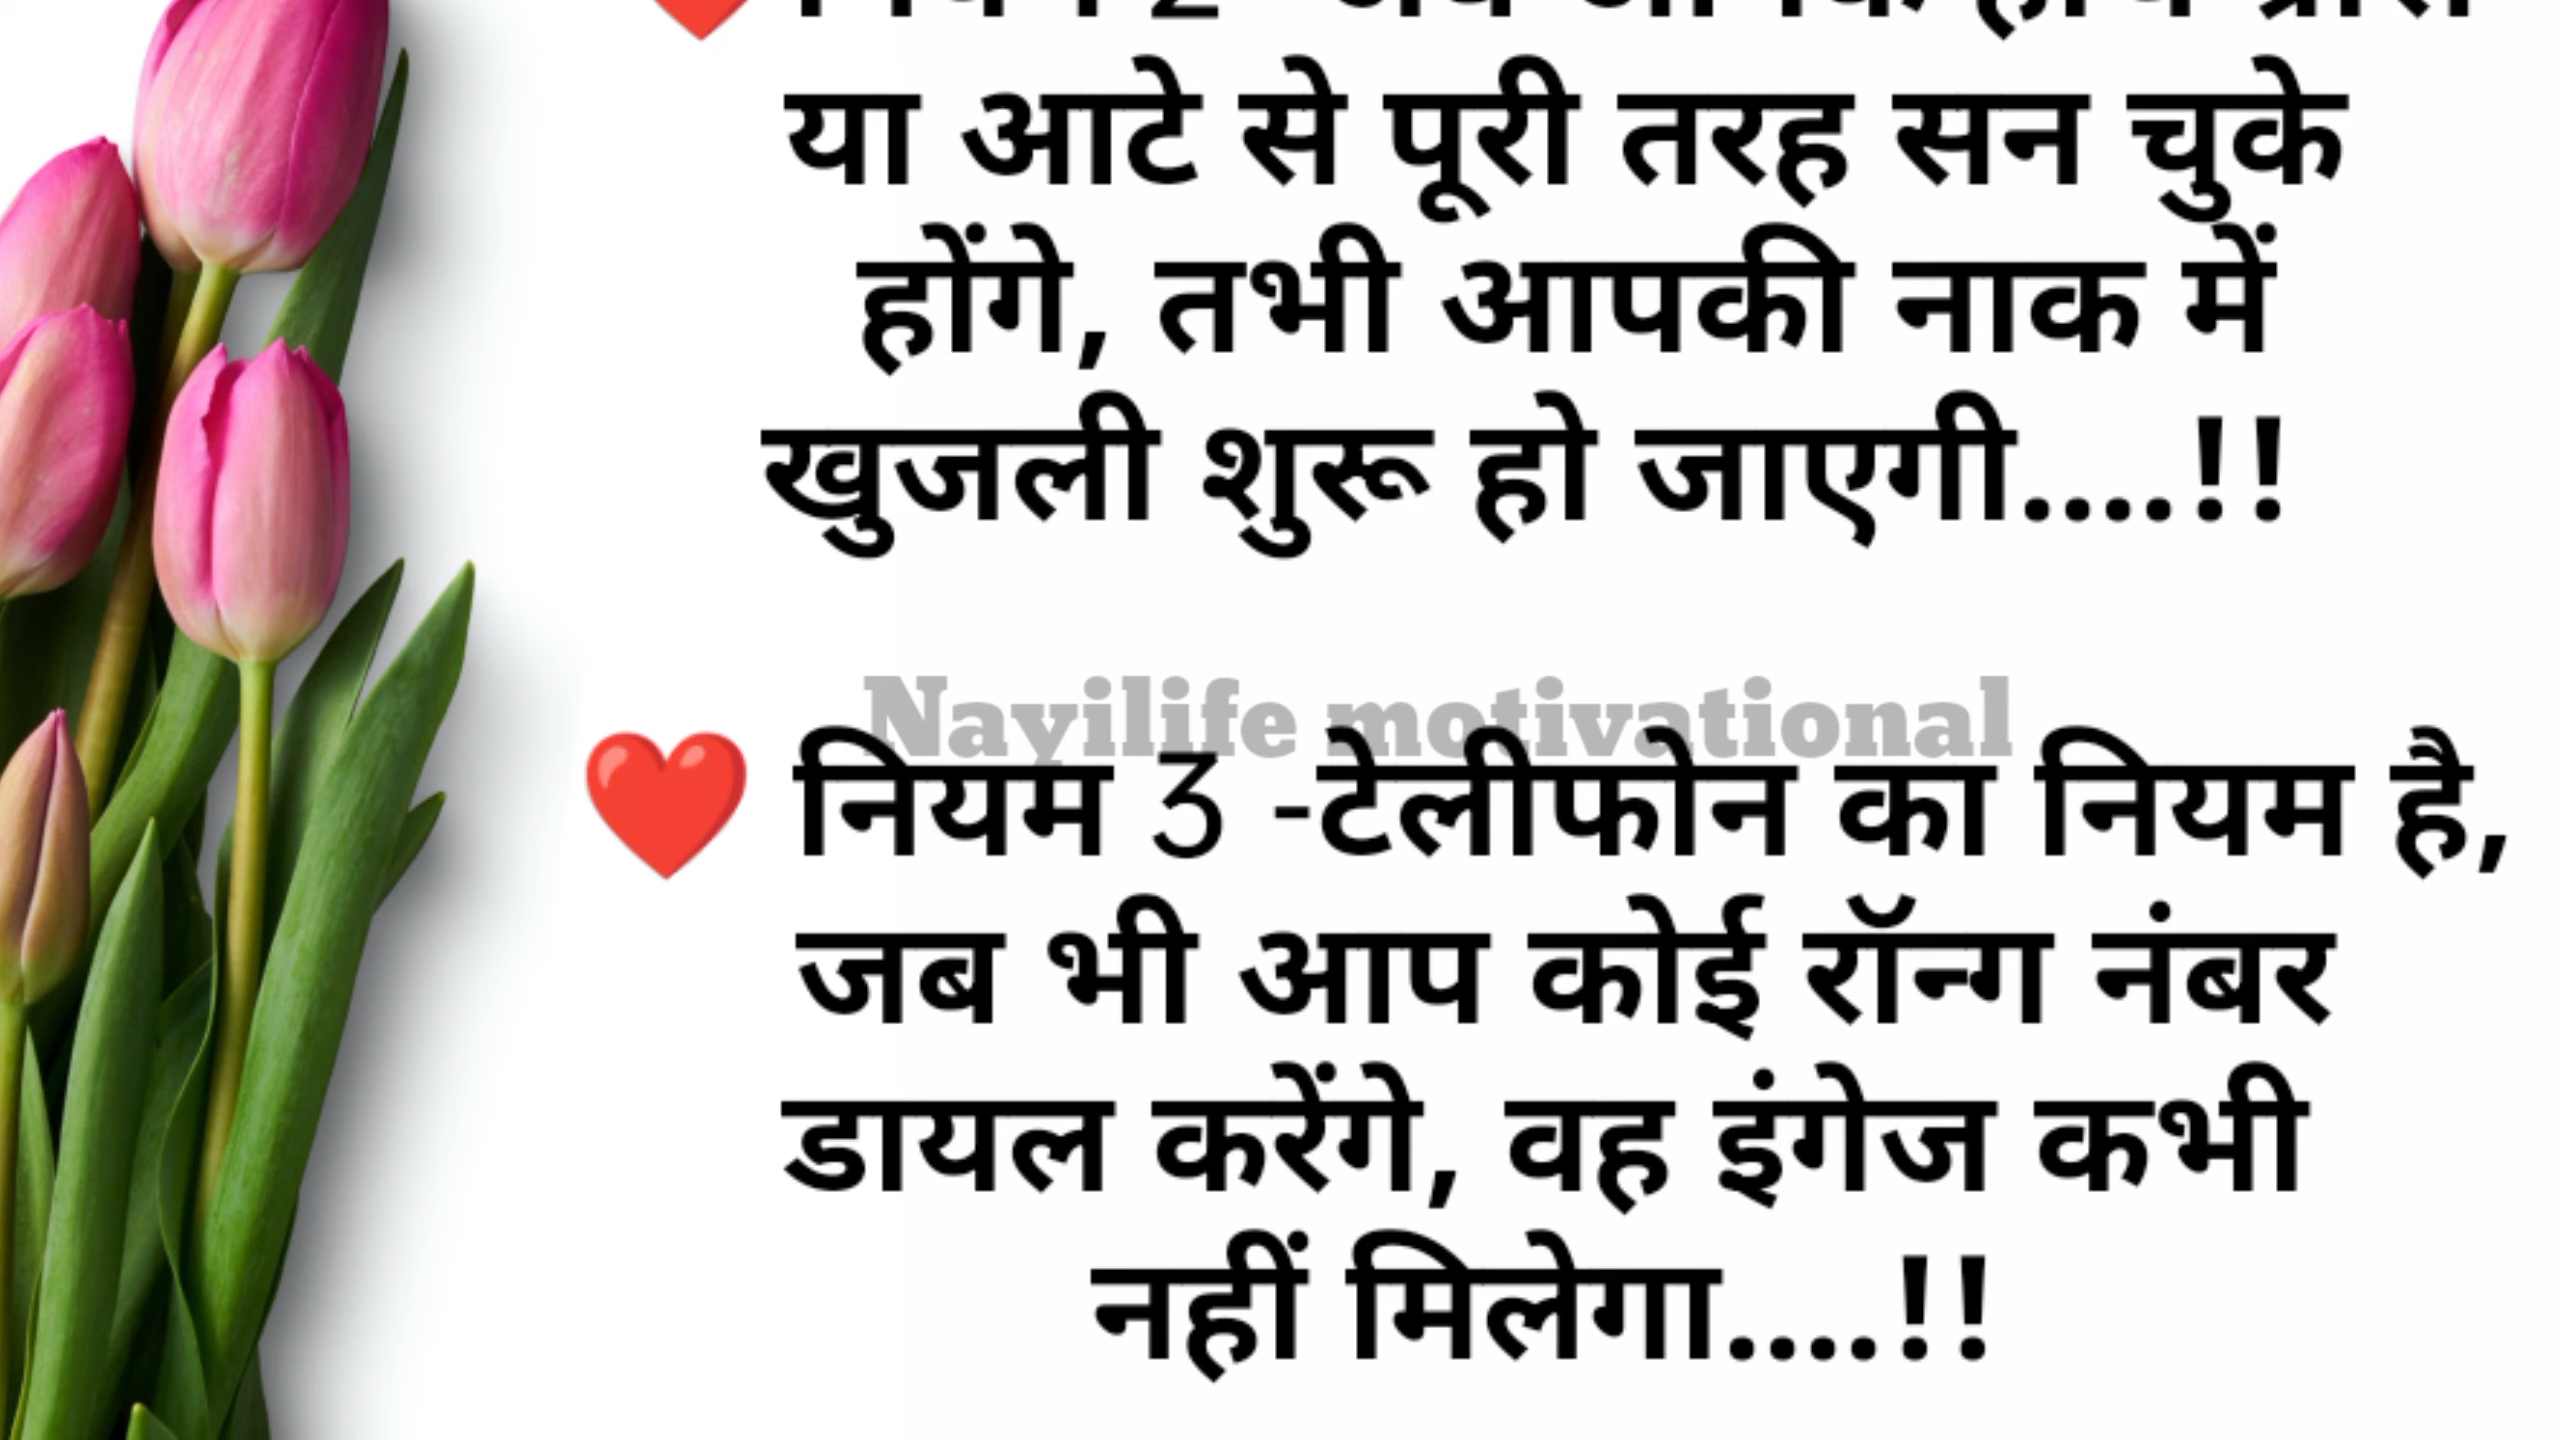 या आटे से पूरी तरह सन चुके
होंगे, तभी आपकी नाक में
खुजली शुरू हो जाएगी....!!
Nayilife motivational
नियम 3 -टेलीफोन का नियम है,
जब भी आप कोई रॉन्ग नंबर
डायल करेंगे, वह इंगेज कभी
नहीं मिलेगा....!!